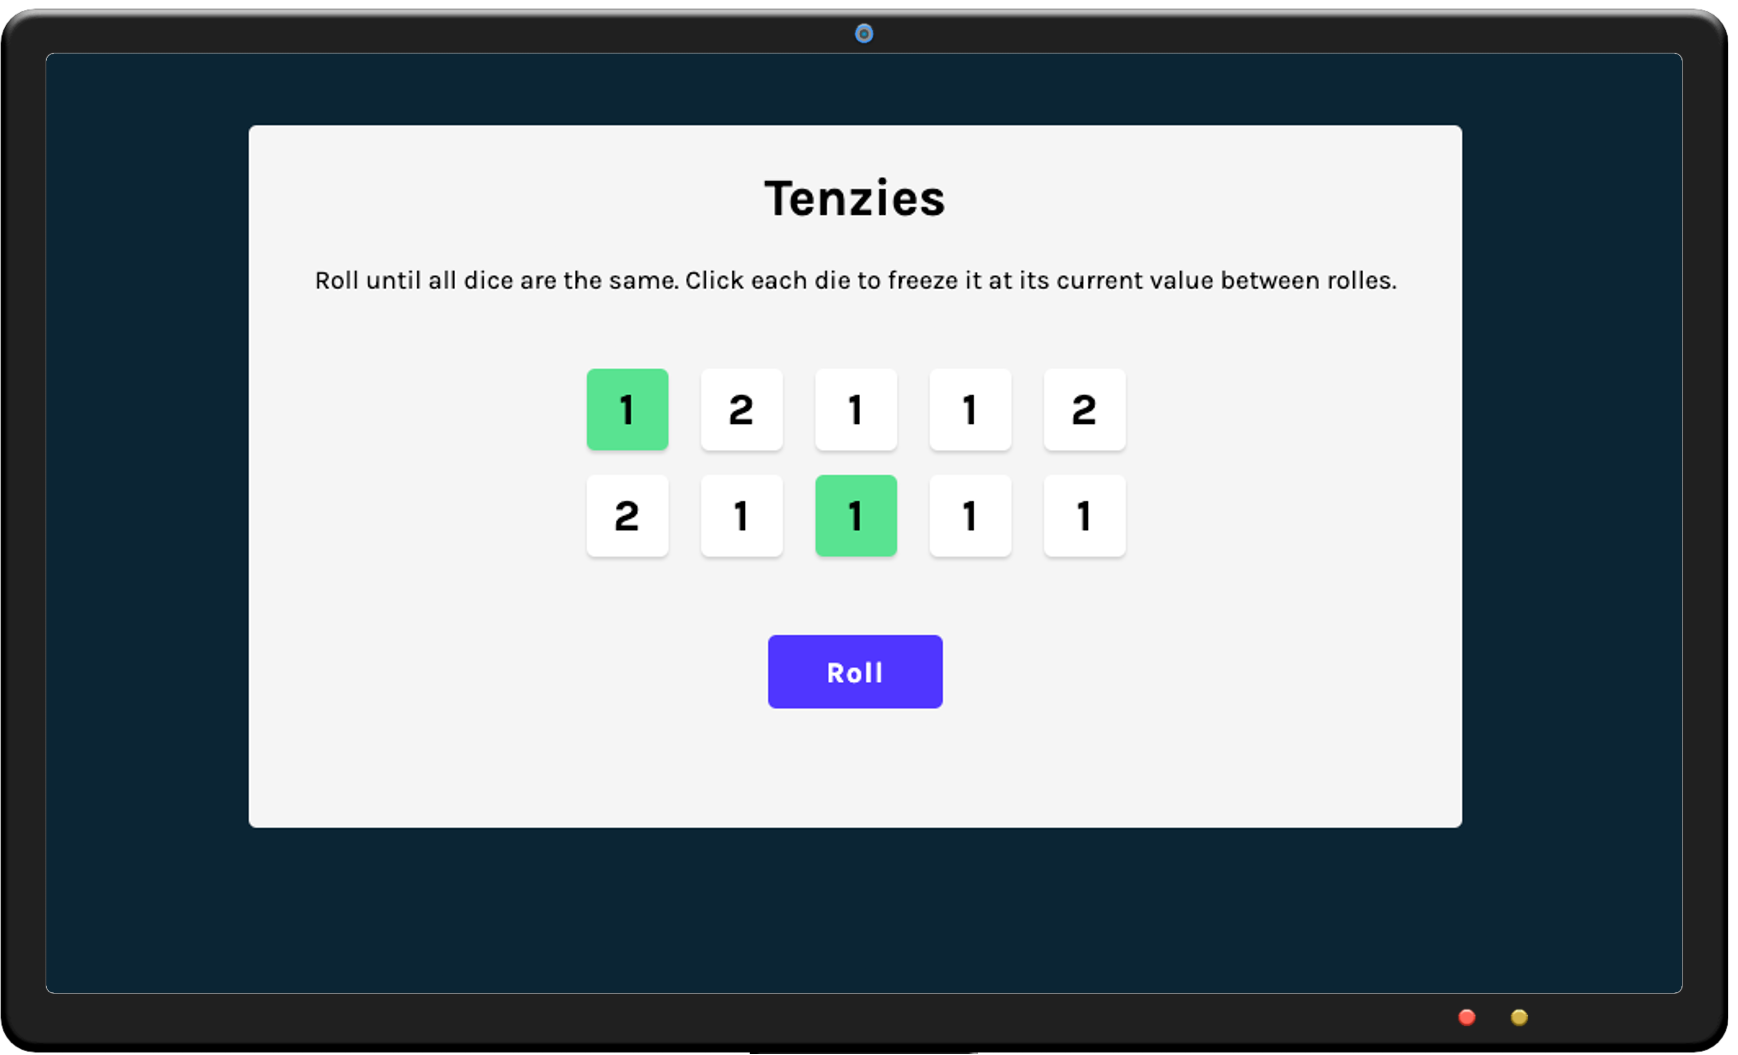 Tenzies
Roll until all dice are the same. Click each die to freeze it at its current value between rolles.
1 2 1 1 2
2 1 1 1 1
Roll